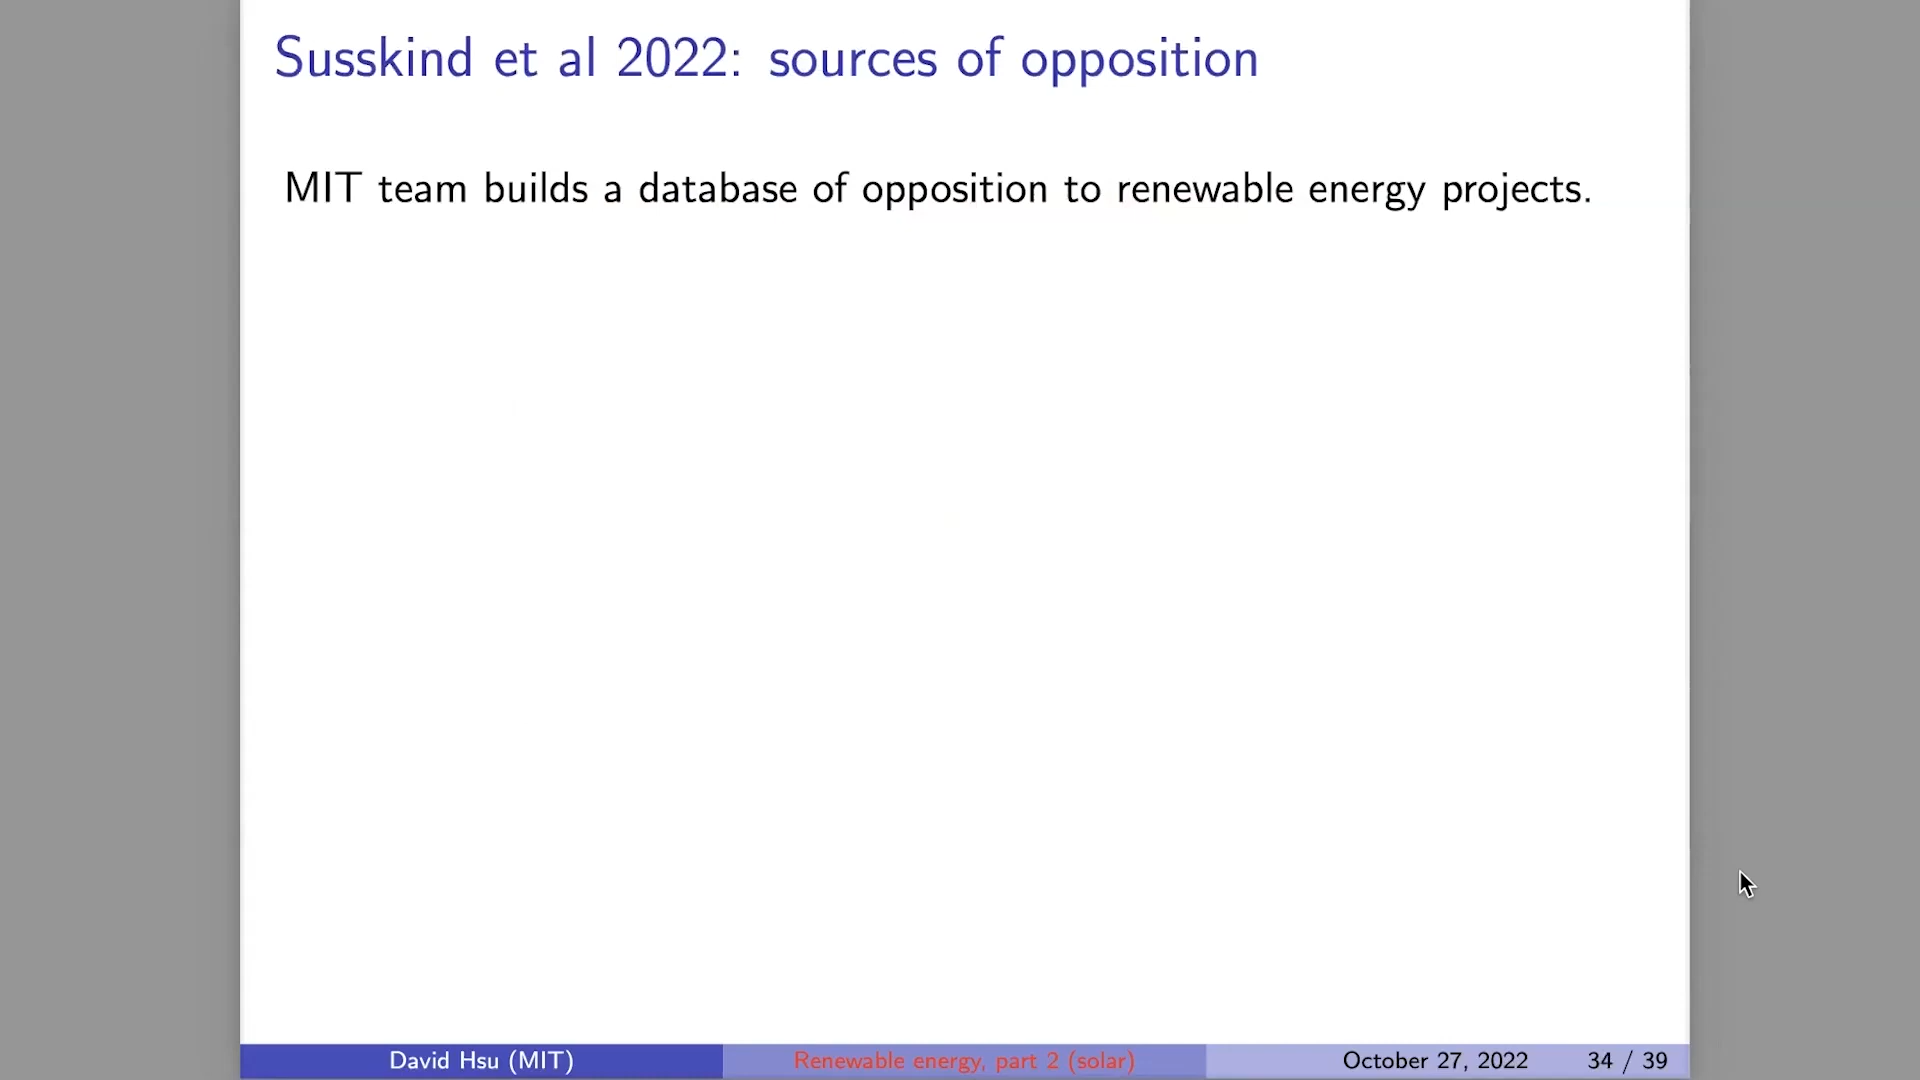 Susskind et al 2022: sources of opposition
MIT team builds a database of opposition to renewable energy projects.
David Hsu (MIT) Renewable energy, part 2 (solar) October 27, 2022 34 / 39